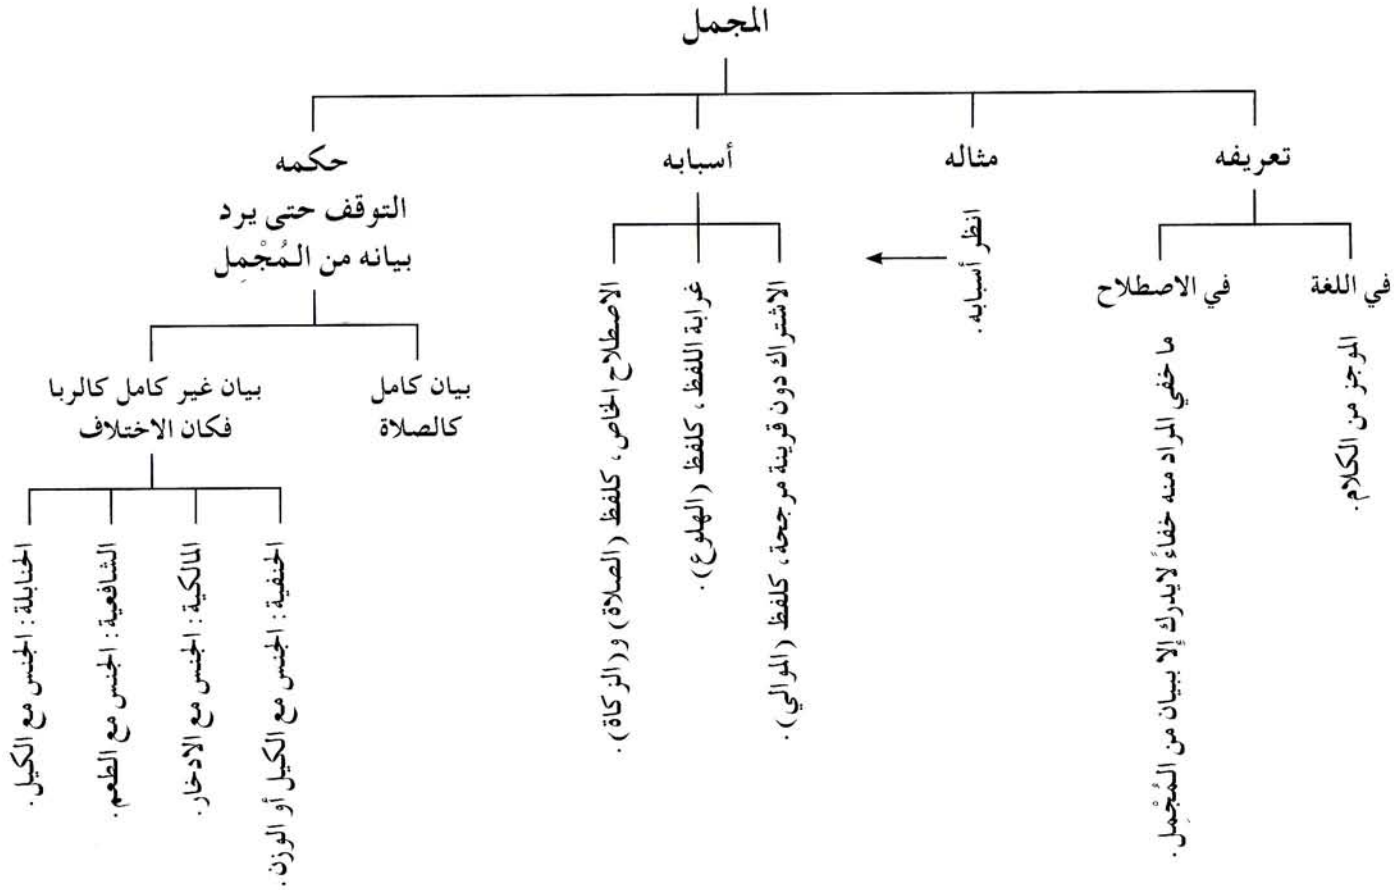 المجمل
تعريفه
في اللغة
الموجز من الكلام.
في الاصطلاح
ما خفي المراد منه خفاءً لايدرك إلا ببيان من المُجْمِل.
مثاله
انظر أسبابه.
أسبابه
الاشتراك دون قرينة مرجحة، كلفظ (الموالي).
غرابة اللفظ، كلفظ (الهلوع).
الاصطلاح الخاص، كلفظ (الصلاة) و(الزكاة).
حكمه
التوقف حتى يرد
بيانه من المُجْمِل
بيان كامل
كالصلاة
بيان غير كامل كالربا
فكان الاختلاف
الحنفية: الجنس مع الكيل أو الوزن.
المالكية: الجنس مع الادخار.
الشافعية: الجنس مع الطعم.
الحنابلة: الجنس مع الكيل.